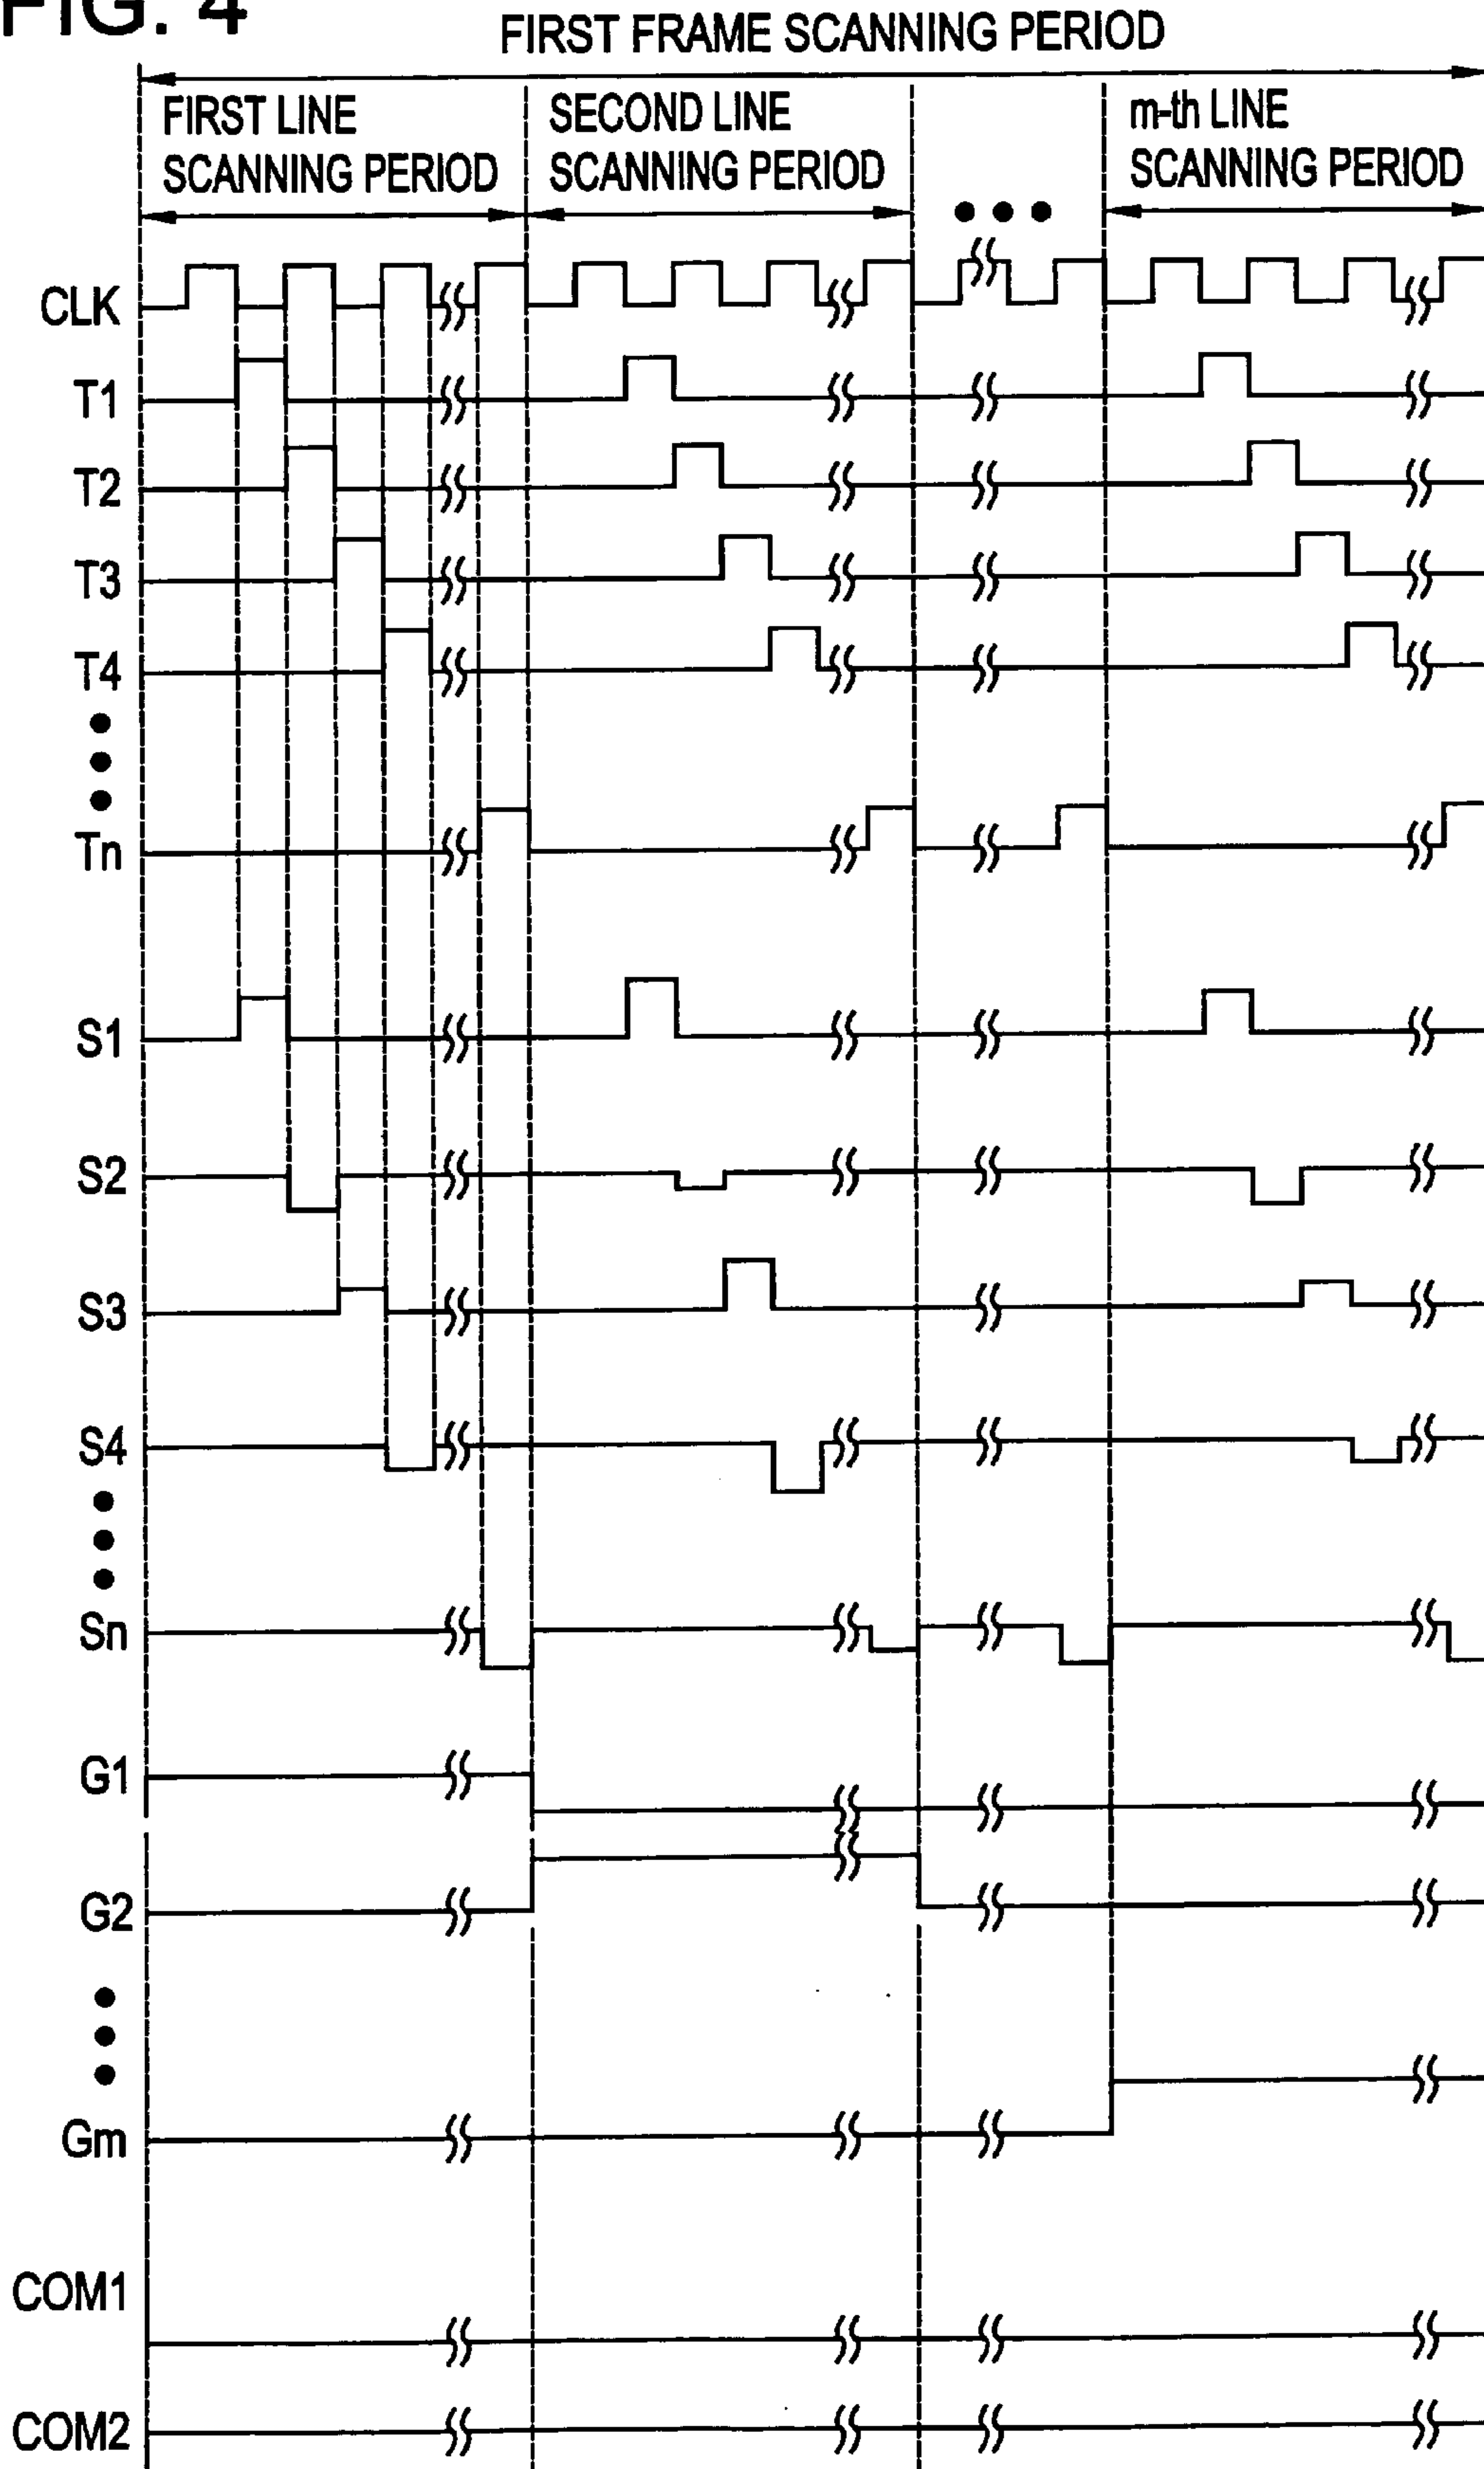 FIG. 4
FIRST FRAME SCANNING PERIOD
FIRST LINE
SCANNING PERIOD
SECOND LINE
SCANNING PERIOD
m-th LINE
SCANNING PERIOD
CLK
T1
T2
T3
T4
Tn
S1
S2
S3
S4
Sn
G1
G2
Gm
COM1
COM2